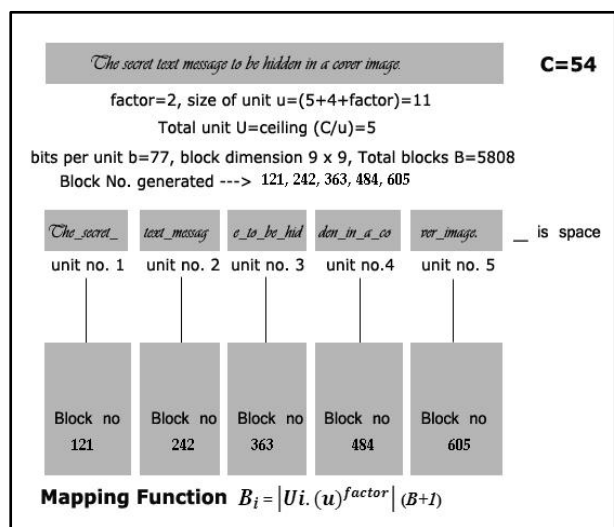 The secret text message to be hidden in a cover image.
C=54
factor=2, size of unit u=(5+4+factor)=11
Total unit U=ceiling (C/u)=5
bits per unit b=77, block dimension 9 x 9, Total blocks B=5808
Block No. generated ---> 121, 242, 363, 484, 605
The_secret_ text_messag e_to_be_hid den_in_a_co ver_image. __ is space
unit no. 1 unit no. 2 unit no. 3 unit no.4 unit no. 5
Block no Block no Block no Block no Block no
121 242 363 484 605
Mapping Function B_i = |Ui. (u)^factor| (B+1)